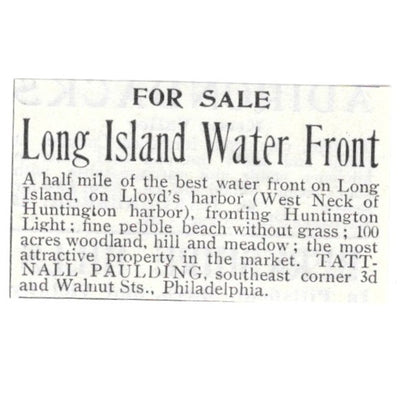 FOR SALE
Long Island Water Front
A half mile of the best water front on Long
Island, on Lloyd's harbor (West Neck of
Huntington harbor), fronting Huntington
Light; fine pebble beach without grass; 100
acres woodland, hill and meadow; the most
attractive property in the market. TATT-
NALL PAULDING, southeast corner 3d
and Walnut Sts., Philadelphia.